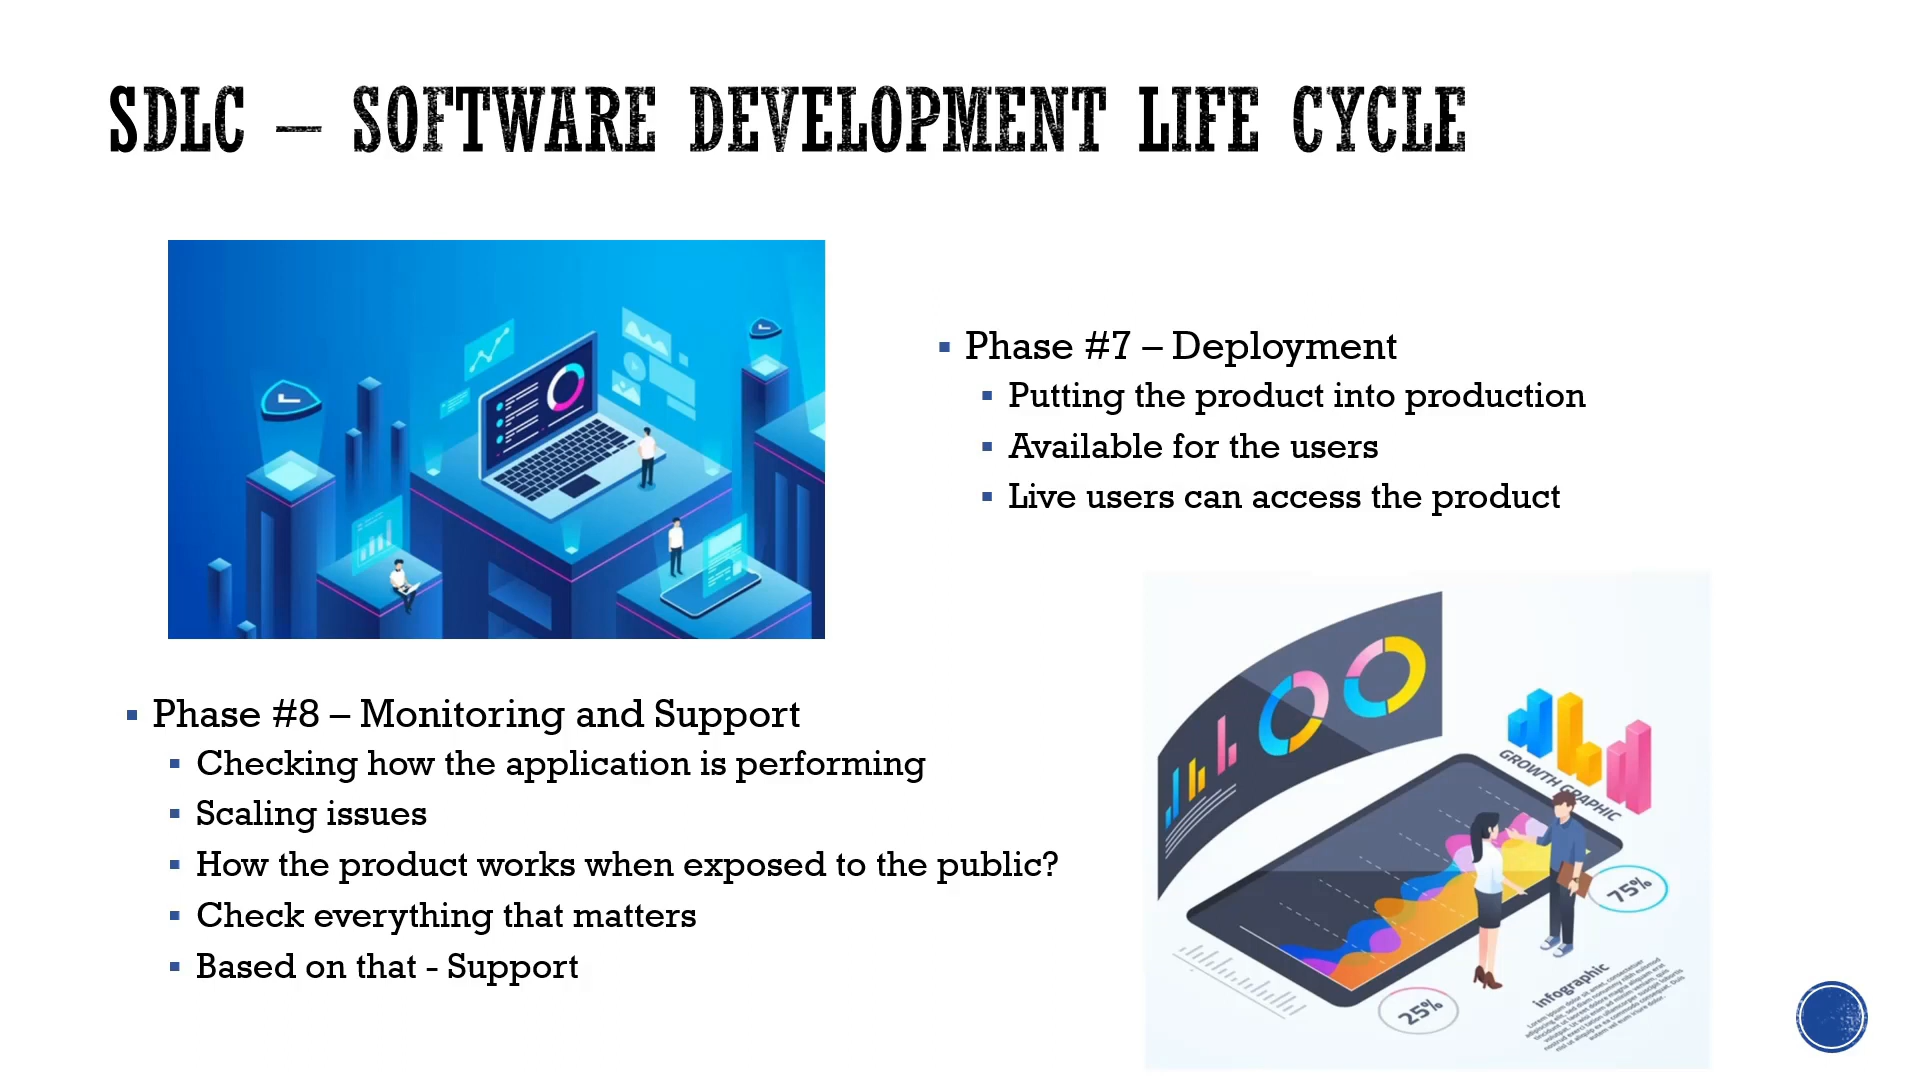 SDLC – SOFTWARE DEVELOPMENT LIFE CYCLE
Phase #7 – Deployment
Putting the product into production
Available for the users
Live users can access the product
Phase #8 – Monitoring and Support
Checking how the application is performing
Scaling issues
How the product works when exposed to the public?
Check everything that matters
Based on that - Support
GROWTH GRAPHIC
75%
25%
infographic